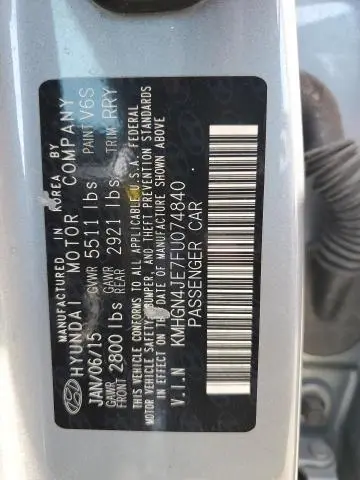 MANUFACTURED IN KOREA BY
HYUNDAI MOTOR COMPANY
JAN/06/15 GVWR 5511 lbs PAINT V6S
GAWR FRONT 2800 lbs GAWR REAR 2921 lbs TRIM RRY
THIS VEHICLE CONFORMS TO ALL APPLICABLE U.S.A. FEDERAL
MOTOR VEHICLE SAFETY, BUMPER, AND THEFT PREVENTION STANDARDS
IN EFFECT ON THE DATE OF MANUFACTURE SHOWN ABOVE.
V.I.N KMHGN4JE7FU074840
PASSENGER CAR